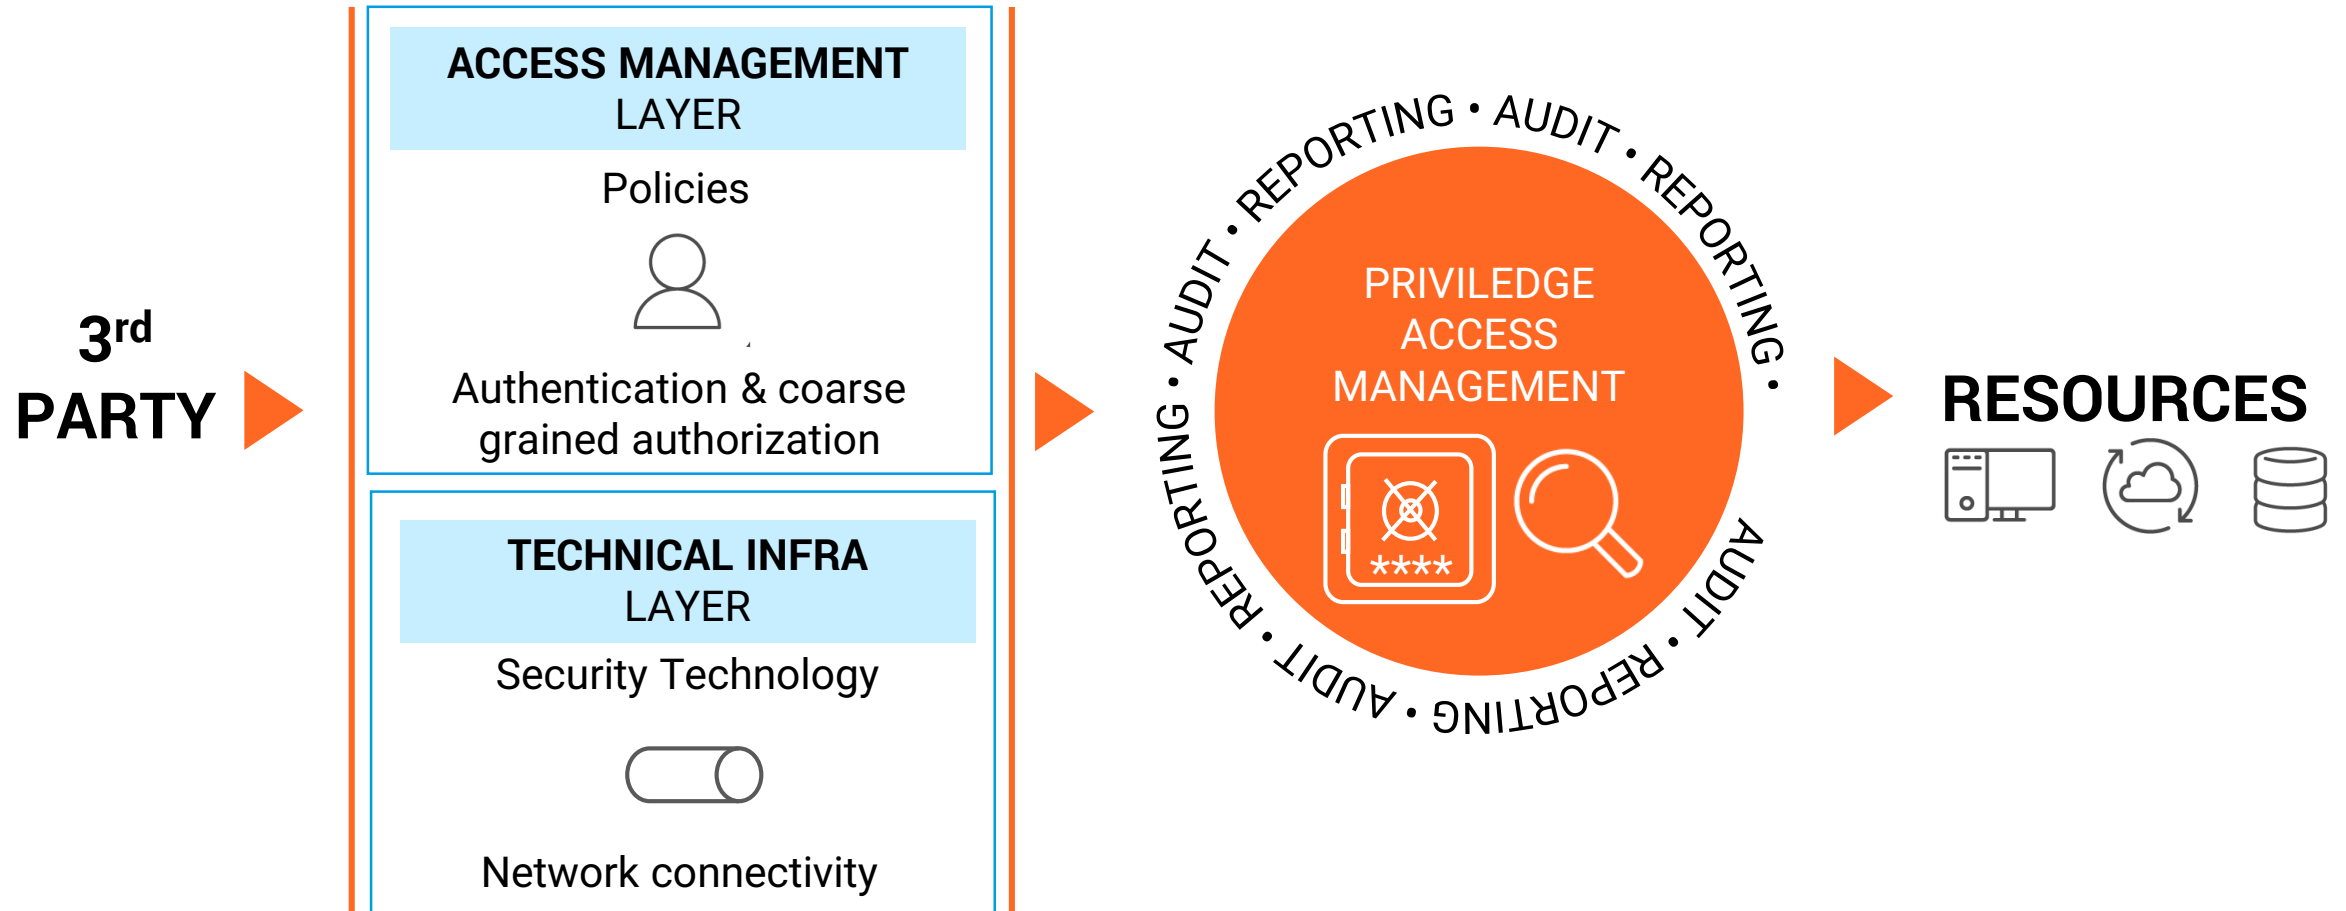 3rd
PARTY
ACCESS MANAGEMENT
LAYER
Policies
Authentication & coarse
grained authorization
TECHNICAL INFRA
LAYER
Security Technology
Network connectivity
AUDIT • REPORTING • AUDIT • REPORTING • AUDIT • REPORTING • AUDIT • REPORTING •
PRIVILEDGE
ACCESS
MANAGEMENT
****
RESOURCES